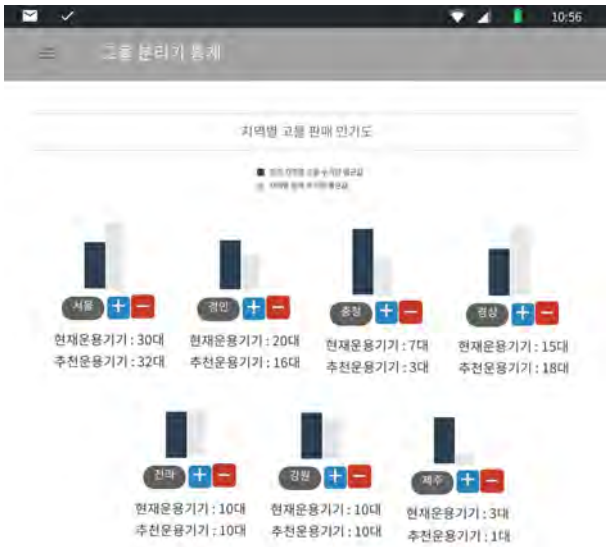 10:56
고물 분리기 통계
지역별 고물 판매 인기도
서울 + −
경인 + −
충청 + −
경상 + −
현재운용기기 : 30대
추천운용기기 : 32대
현재운용기기 : 20대
추천운용기기 : 16대
현재운용기기 : 7대
추천운용기기 : 3대
현재운용기기 : 15대
추천운용기기 : 18대
전라 + −
강원 + −
제주 + −
현재운용기기 : 10대
추천운용기기 : 10대
현재운용기기 : 10대
추천운용기기 : 10대
현재운용기기 : 3대
추천운용기기 : 1대